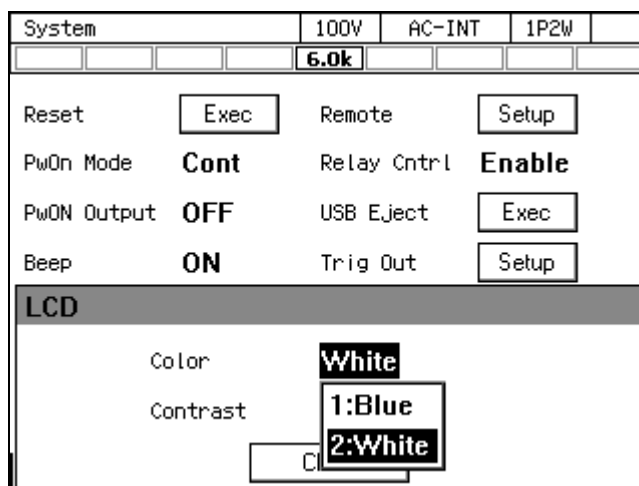 System 100V AC-INT 1P2W
6.0k
Reset Exec Remote Setup
PwOn Mode Cont Relay Cntrl Enable
PwON Output OFF USB Eject Exec
Beep ON Trig Out Setup
LCD
Color White
1:Blue
Contrast
2:White